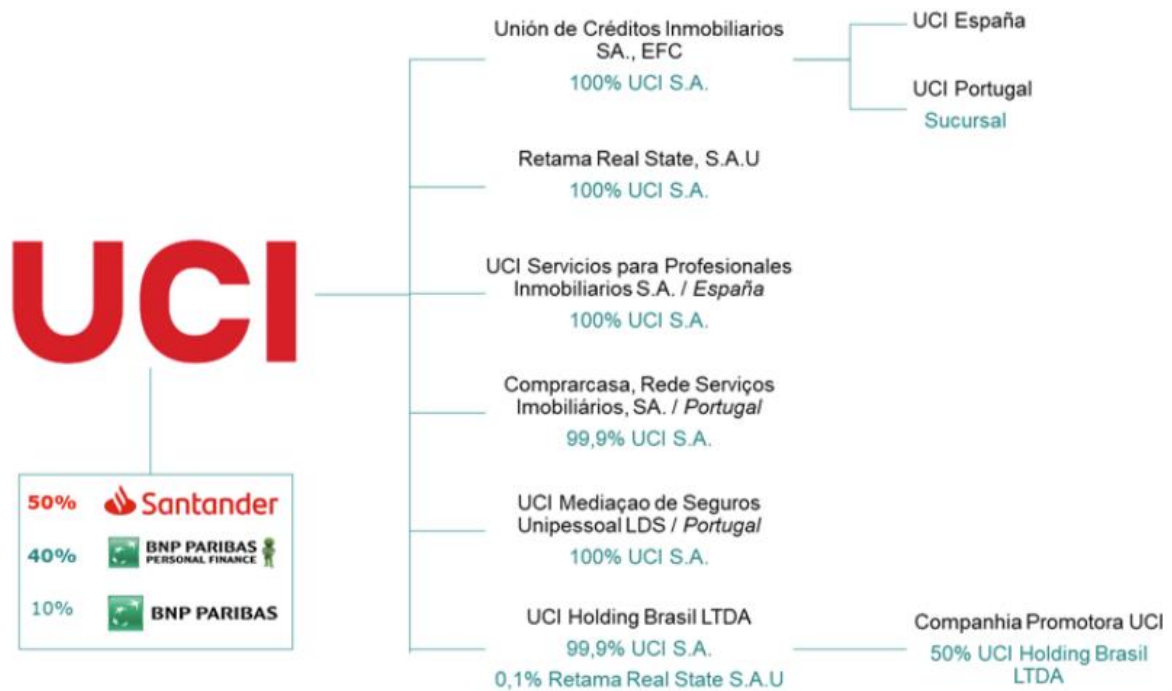 UCI
50% Santander
40% BNP PARIBAS
PERSONAL FINANCE
10% BNP PARIBAS
Unión de Créditos Inmobiliarios
SA., EFC
100% UCI S.A.
UCI España
UCI Portugal
Sucursal
Retama Real State, S.A.U
100% UCI S.A.
UCI Servicios para Profesionales
Inmobiliarios S.A. / España
100% UCI S.A.
Comprarcasa, Rede Serviços
Imobiliários, SA. / Portugal
99,9% UCI S.A.
UCI Mediaçao de Seguros
Unipessoal LDS / Portugal
100% UCI S.A.
UCI Holding Brasil LTDA
99,9% UCI S.A.
0,1% Retama Real State S.A.U
Companhia Promotora UCI
50% UCI Holding Brasil
LTDA